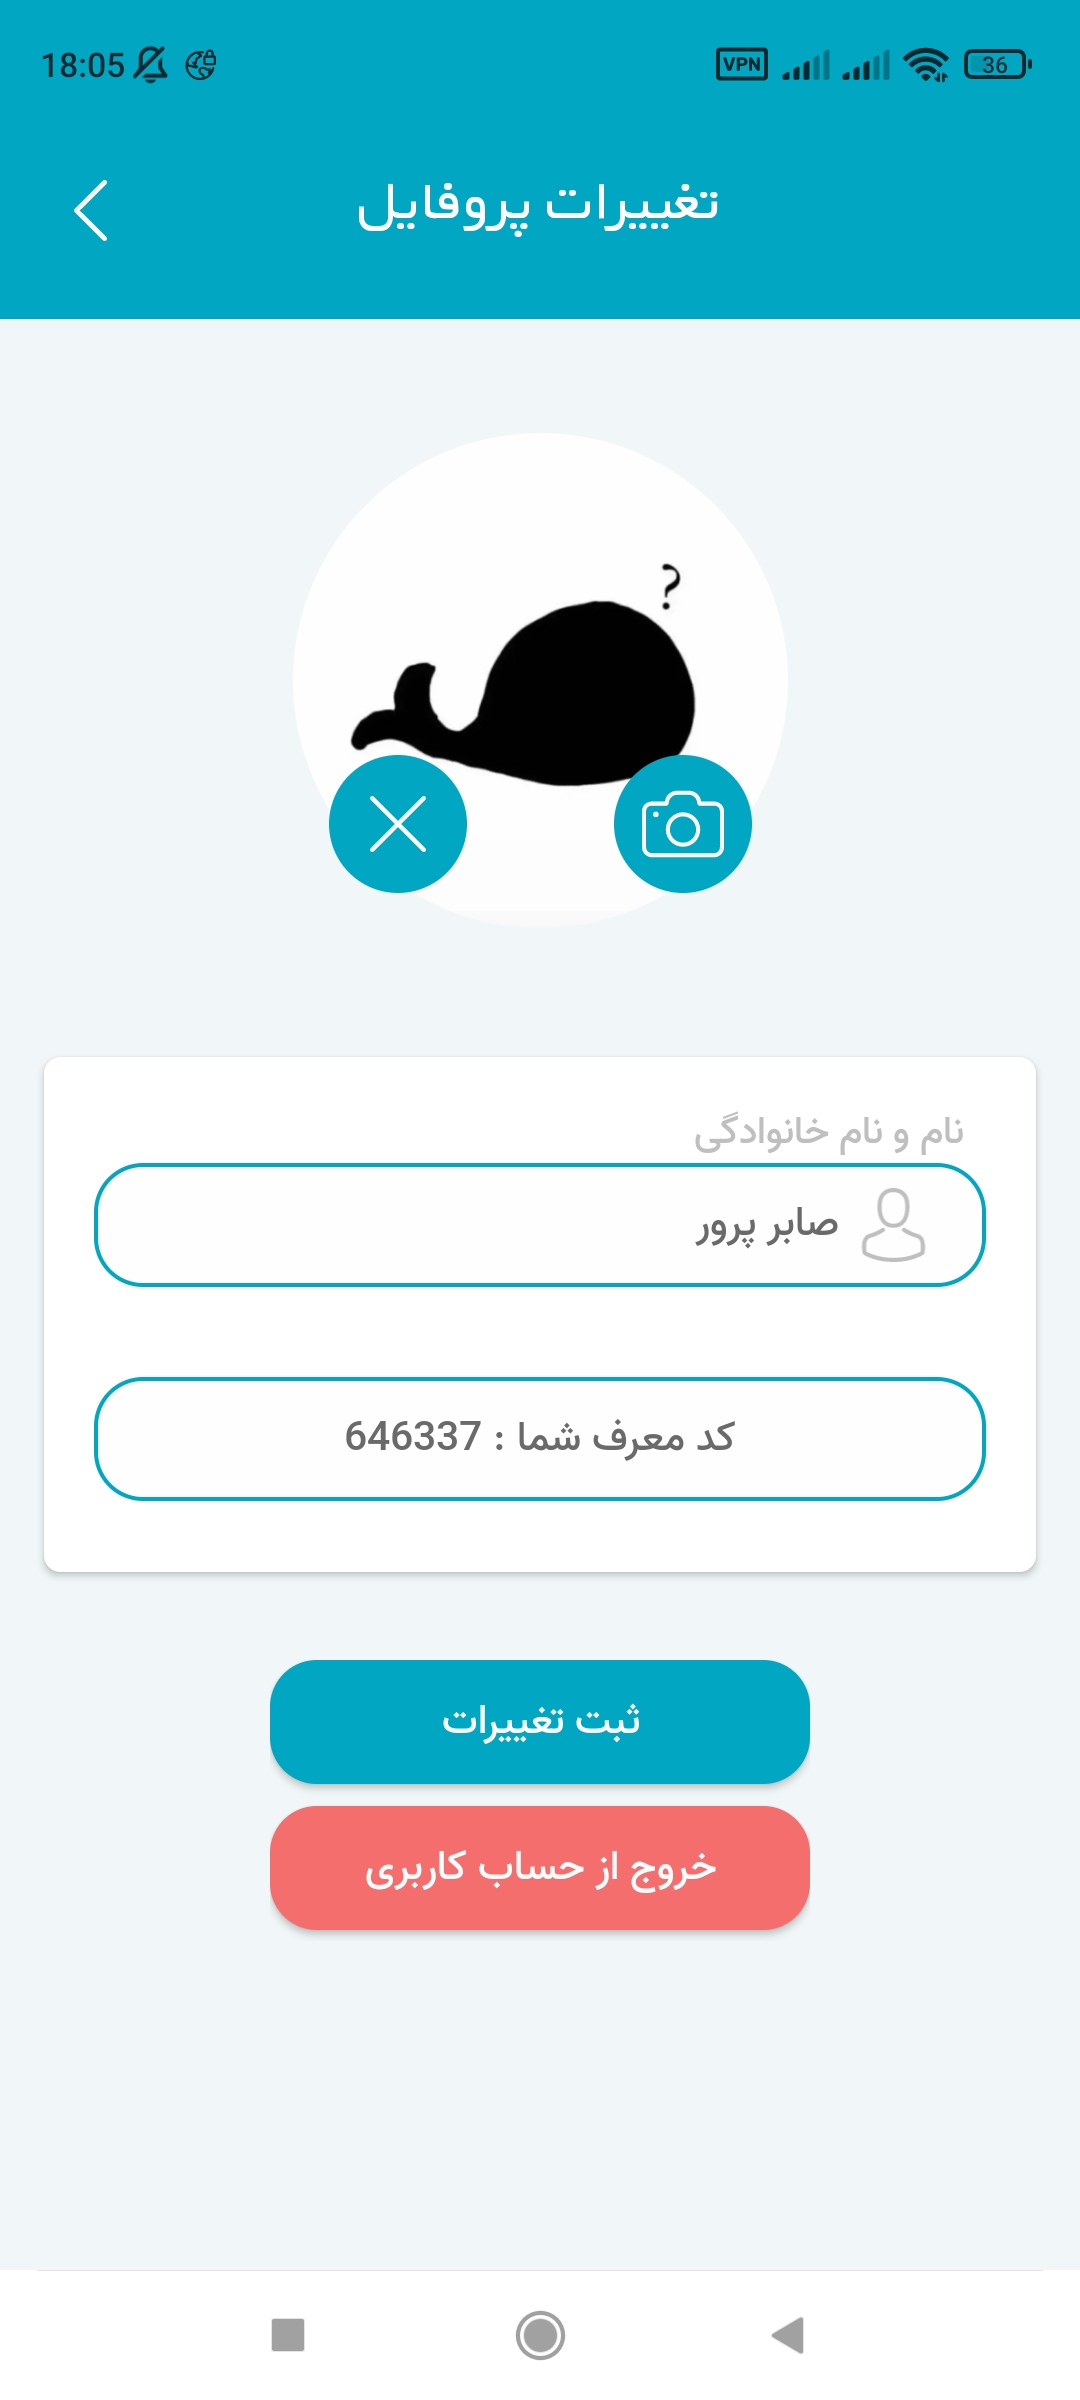 18:05
VPN
36
تغییرات پروفایل
?
نام و نام خانوادگی
صابر پرور
کد معرف شما : 646337
ثبت تغییرات
خروج از حساب کاربری